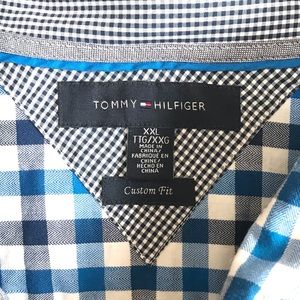 TOMMY HILFIGER
XXL
TTG/XXG
MADE IN
CHINA/
FABRIQUÉ EN
CHINE/
HECHO EN
CHINA
Custom Fit